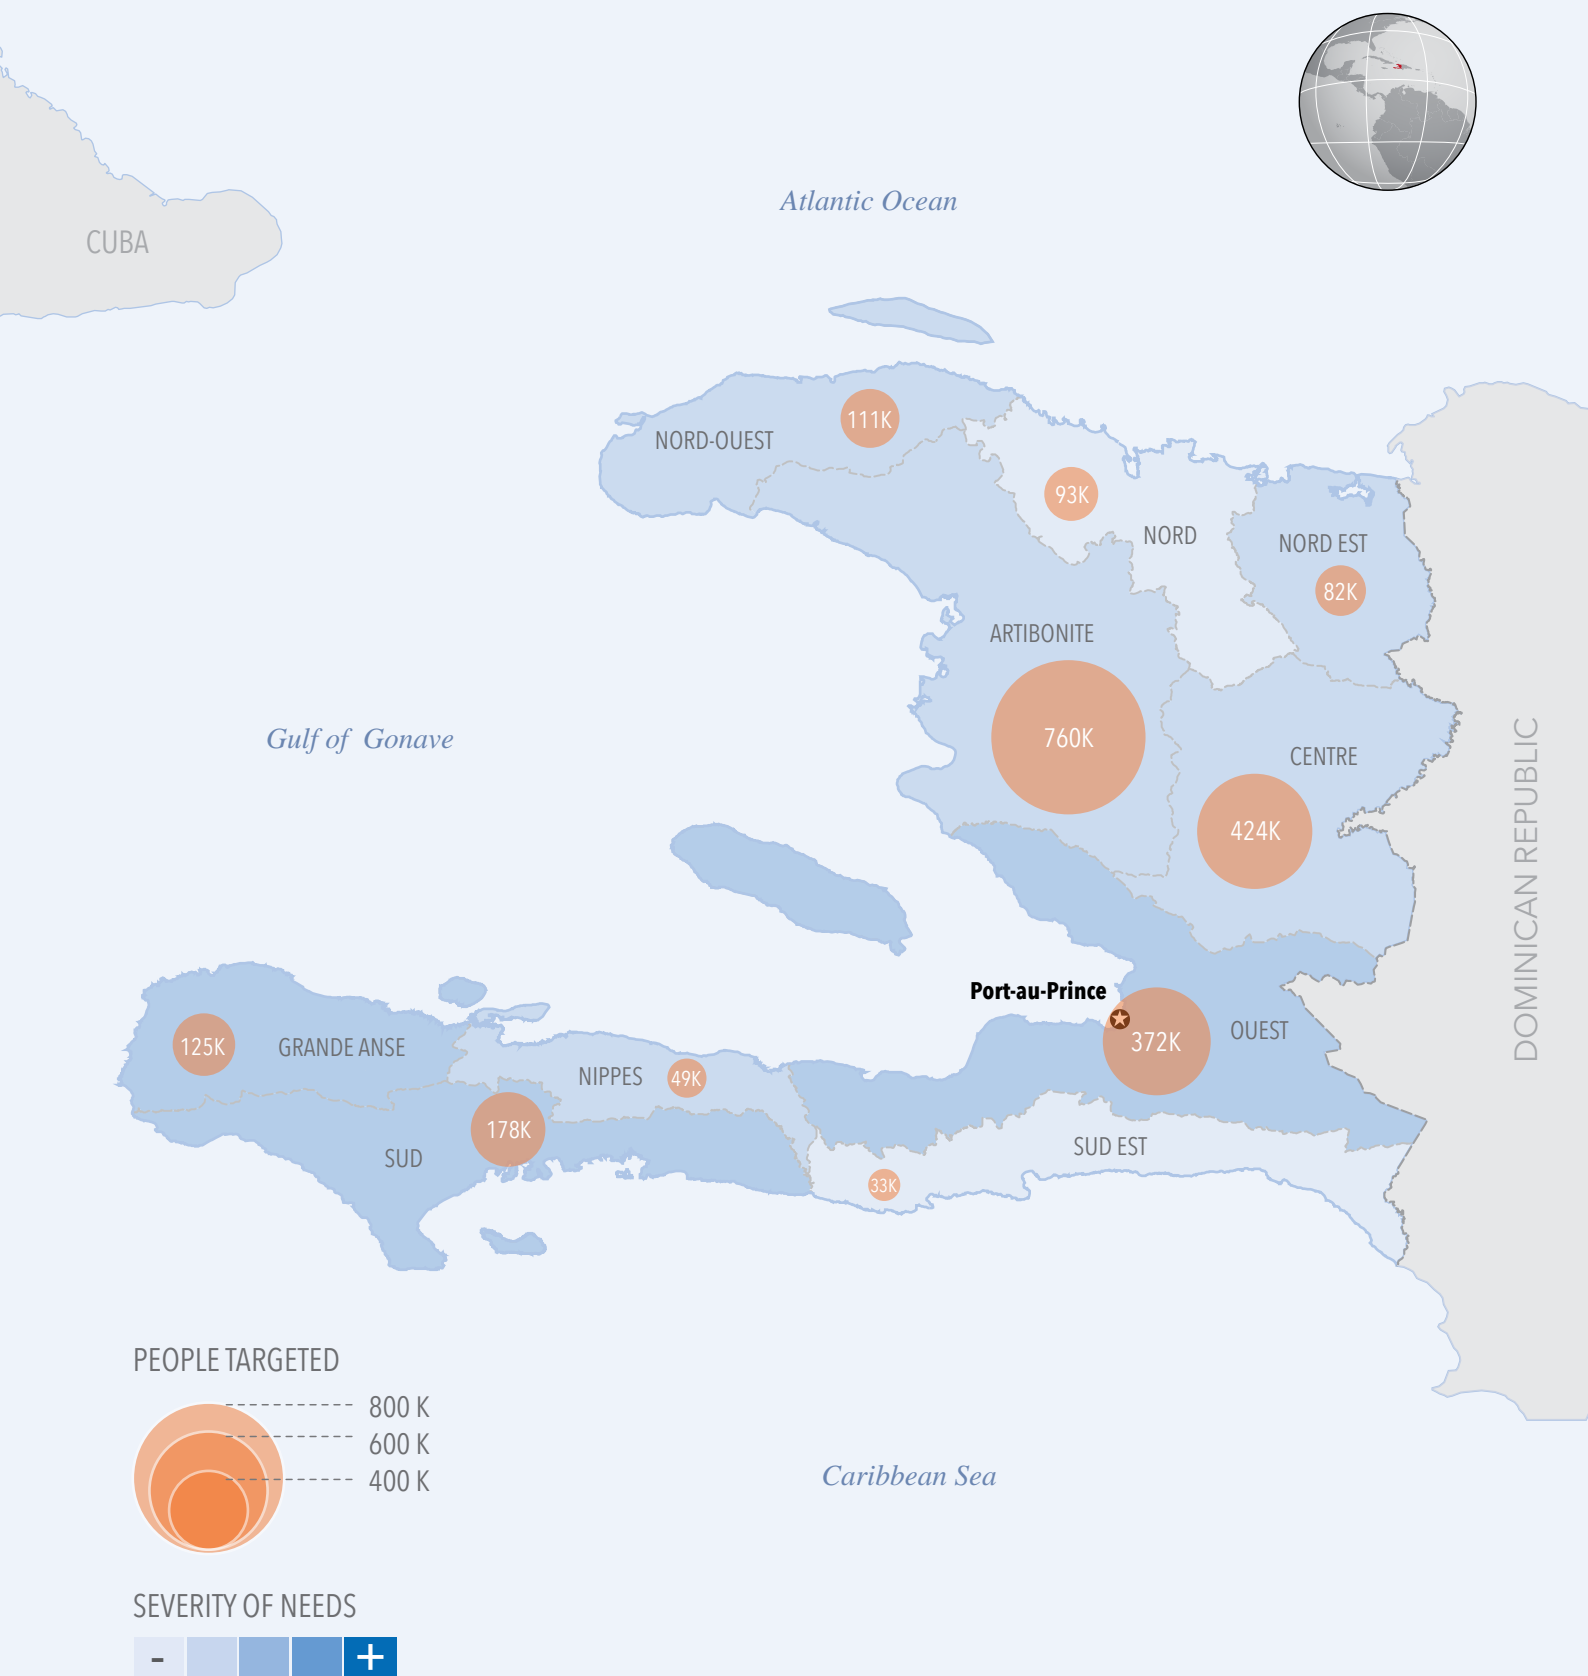 Atlantic Ocean
CUBA
111K
NORD-OUEST
93K
NORD
NORD EST
82K
ARTIBONITE
760K
Gulf of Gonave
CENTRE
424K
DOMINICAN REPUBLIC
Port-au-Prince
372K
OUEST
125K
GRANDE ANSE
NIPPES
49K
178K
SUD
SUD EST
33K
PEOPLE TARGETED
800 K
600 K
400 K
Caribbean Sea
SEVERITY OF NEEDS
- +